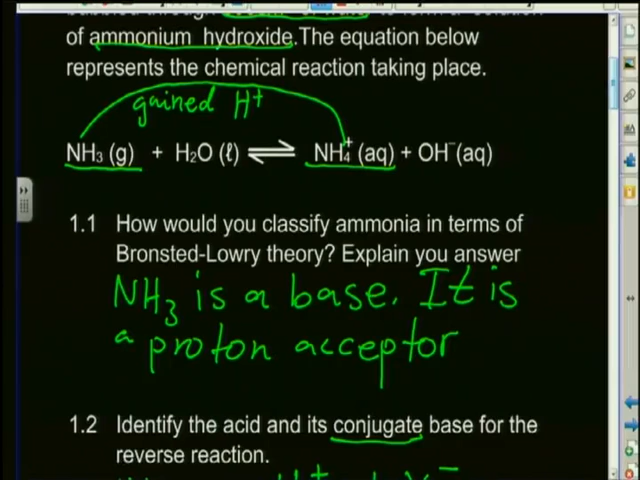 of ammonium hydroxide. The equation below
represents the chemical reaction taking place.
gained H⁺
NH₃ (g) + H₂O (ℓ) ⇌ NH₄⁺ (aq) + OH⁻ (aq)
1.1 How would you classify ammonia in terms of
Bronsted-Lowry theory? Explain you answer
NH₃ is a base. It is
a proton acceptor
1.2 Identify the acid and its conjugate base for the
reverse reaction.